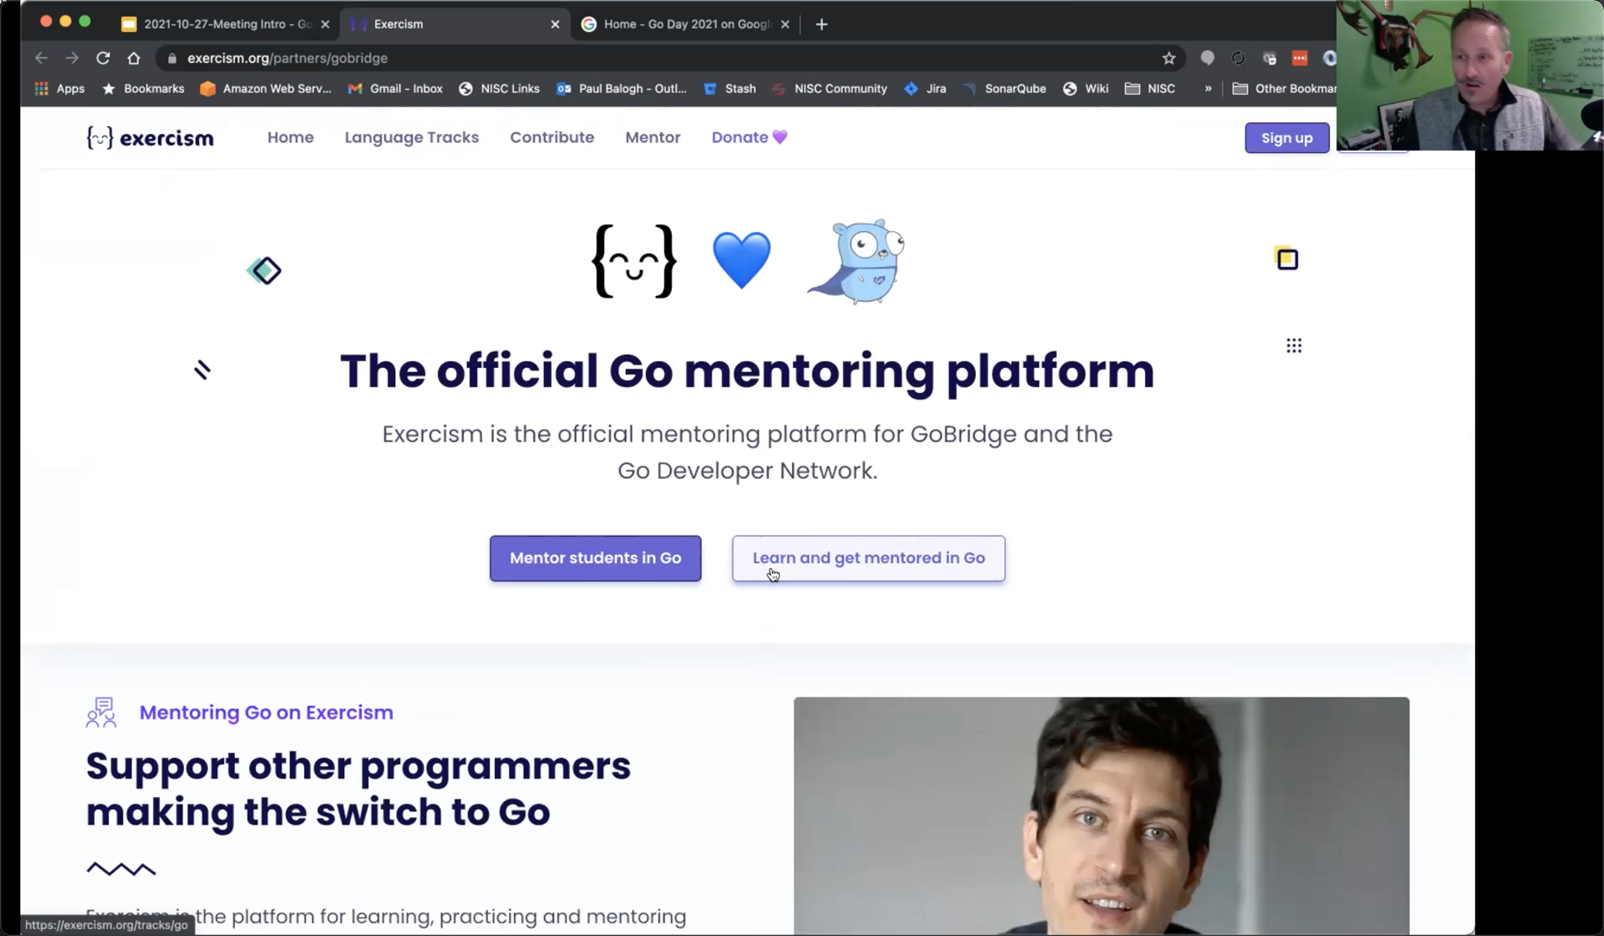 2021-10-27-Meeting Intro - Go
Exercism
Home - Go Day 2021 on Googl
exercism.org/partners/gobridge
Apps
Bookmarks
Amazon Web Serv...
Gmail - Inbox
NISC Links
Paul Balogh - Outl...
Stash
NISC Community
Jira
SonarQube
Wiki
NISC
»
Other Bookmar
exercism
Home
Language Tracks
Contribute
Mentor
Donate 💜
Sign up
The official Go mentoring platform
Exercism is the official mentoring platform for GoBridge and the
Go Developer Network.
Mentor students in Go
Learn and get mentored in Go
Mentoring Go on Exercism
Support other programmers
making the switch to Go
Exercism is the platform for learning, practicing and mentoring
https://exercism.org/tracks/go